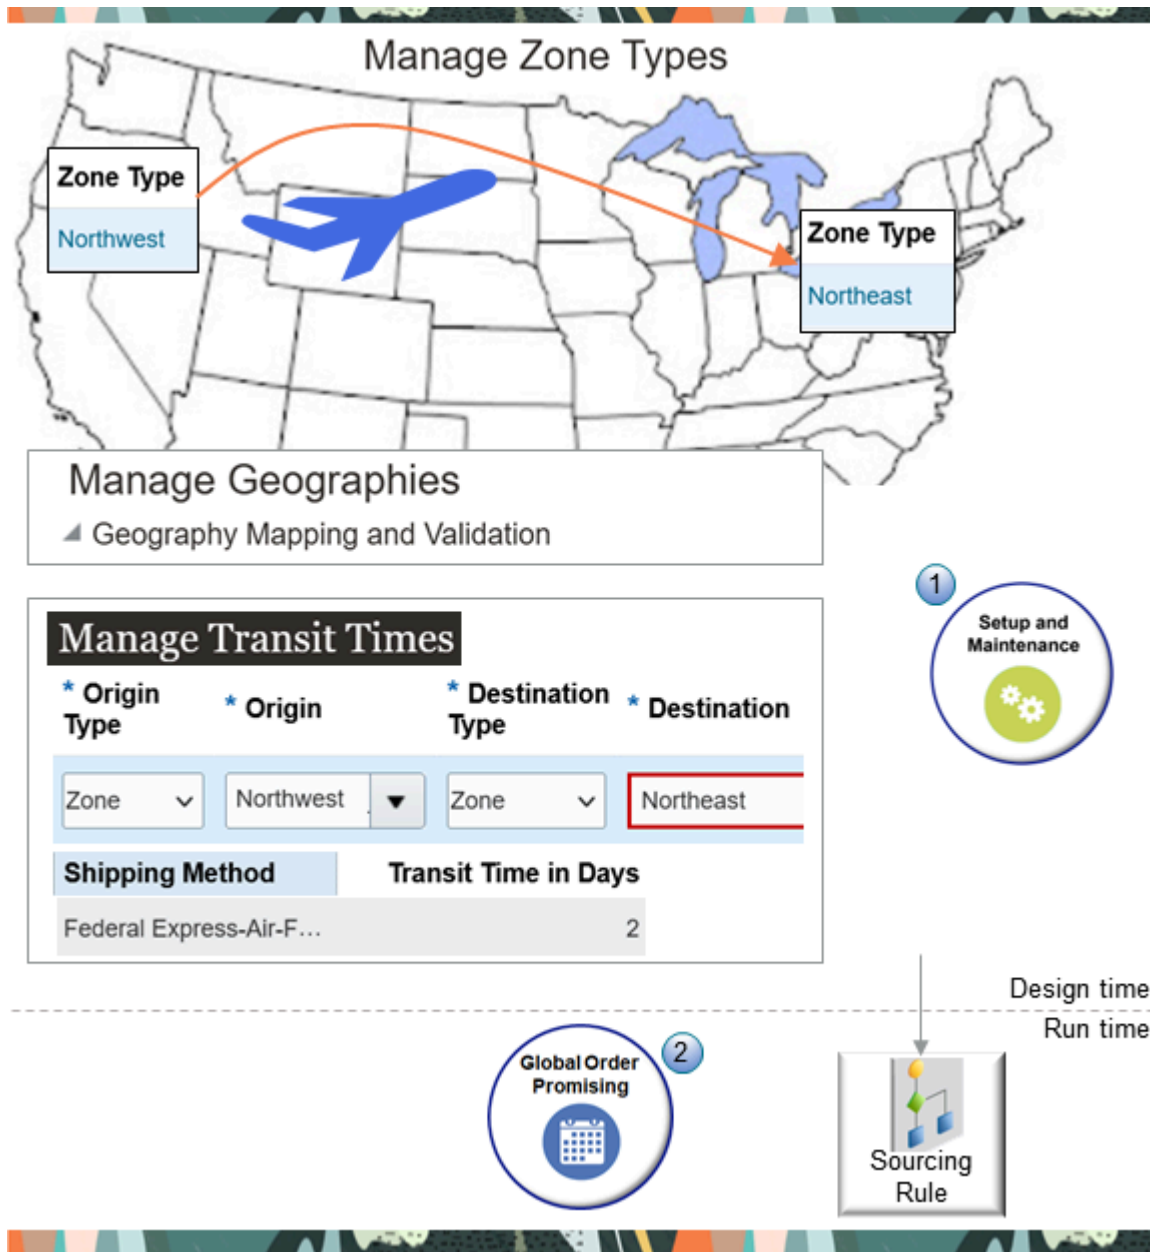 Manage Zone Types
Zone Type
Northwest
Zone Type
Northeast
Manage Geographies
Geography Mapping and Validation
1
Setup and
Maintenance
Manage Transit Times
* Origin
Type
* Origin
* Destination
Type
* Destination
Zone
Northwest
Zone
Northeast
Shipping Method
Transit Time in Days
Federal Express-Air-F...
2
Design time
Run time
Global Order
Promising
2
Sourcing
Rule